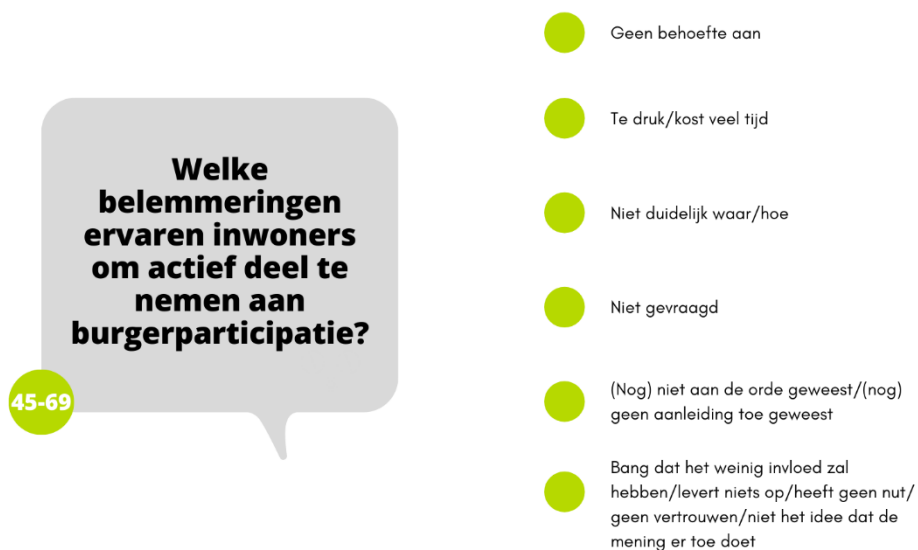 Welke
belemmeringen
ervaren inwoners
om actief deel te
nemen aan
burgerparticipatie?
45-69
Geen behoefte aan
Te druk/kost veel tijd
Niet duidelijk waar/hoe
Niet gevraagd
(Nog) niet aan de orde geweest/(nog)
geen aanleiding toe geweest
Bang dat het weinig invloed zal
hebben/levert niets op/heeft geen nut/
geen vertrouwen/niet het idee dat de
mening er toe doet